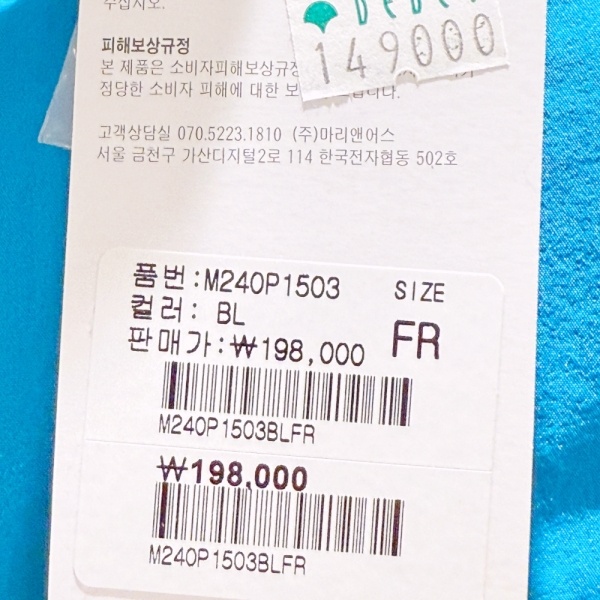 수십시오.
149000
피해보상규정
본 제품은 소비자피해보상규정
정당한 소비자 피해에 대한 보
고객상담실 070.5223.1810 (주)마리앤어스
서울 금천구 가산디지털2로 114 한국전자협동 502호
품번:M240P1503 SIZE
컬러: BL
판매가:₩198,000 FR
M240P1503BLFR
₩198,000
M240P1503BLFR